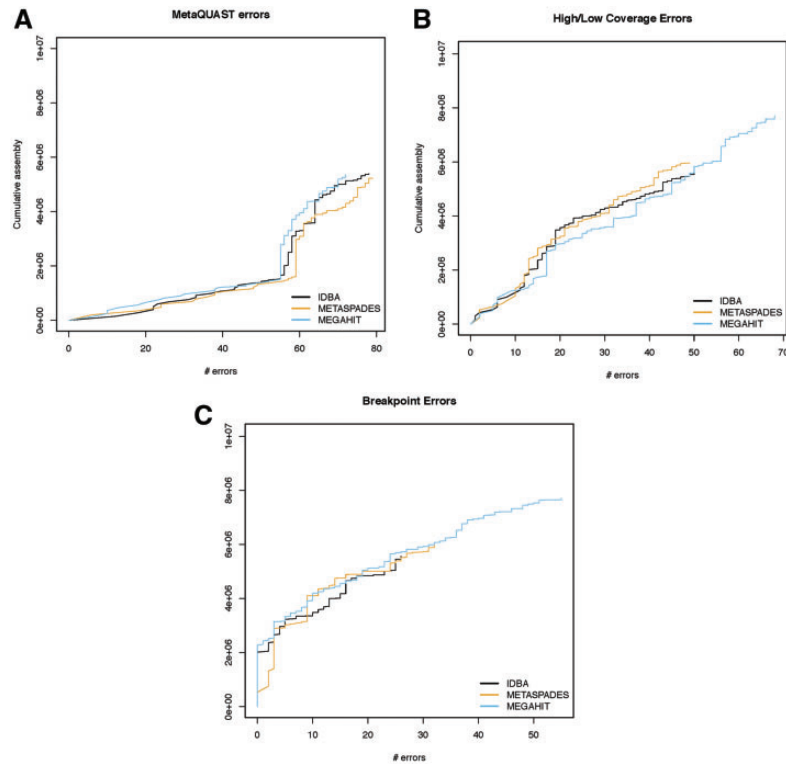 A
MetaQUAST errors
Cumulative assembly
0e+00
2e+06
4e+06
6e+06
8e+06
1e+07
0
20
40
60
80
# errors
IDBA
METASPADES
MEGAHIT
B
High/Low Coverage Errors
Cumulative assembly
0e+00
2e+06
4e+06
6e+06
8e+06
1e+07
0
10
20
30
40
50
60
70
# errors
IDBA
METASPADES
MEGAHIT
C
Breakpoint Errors
Cumulative assembly
0e+00
2e+06
4e+06
6e+06
8e+06
1e+07
0
10
20
30
40
50
# errors
IDBA
METASPADES
MEGAHIT